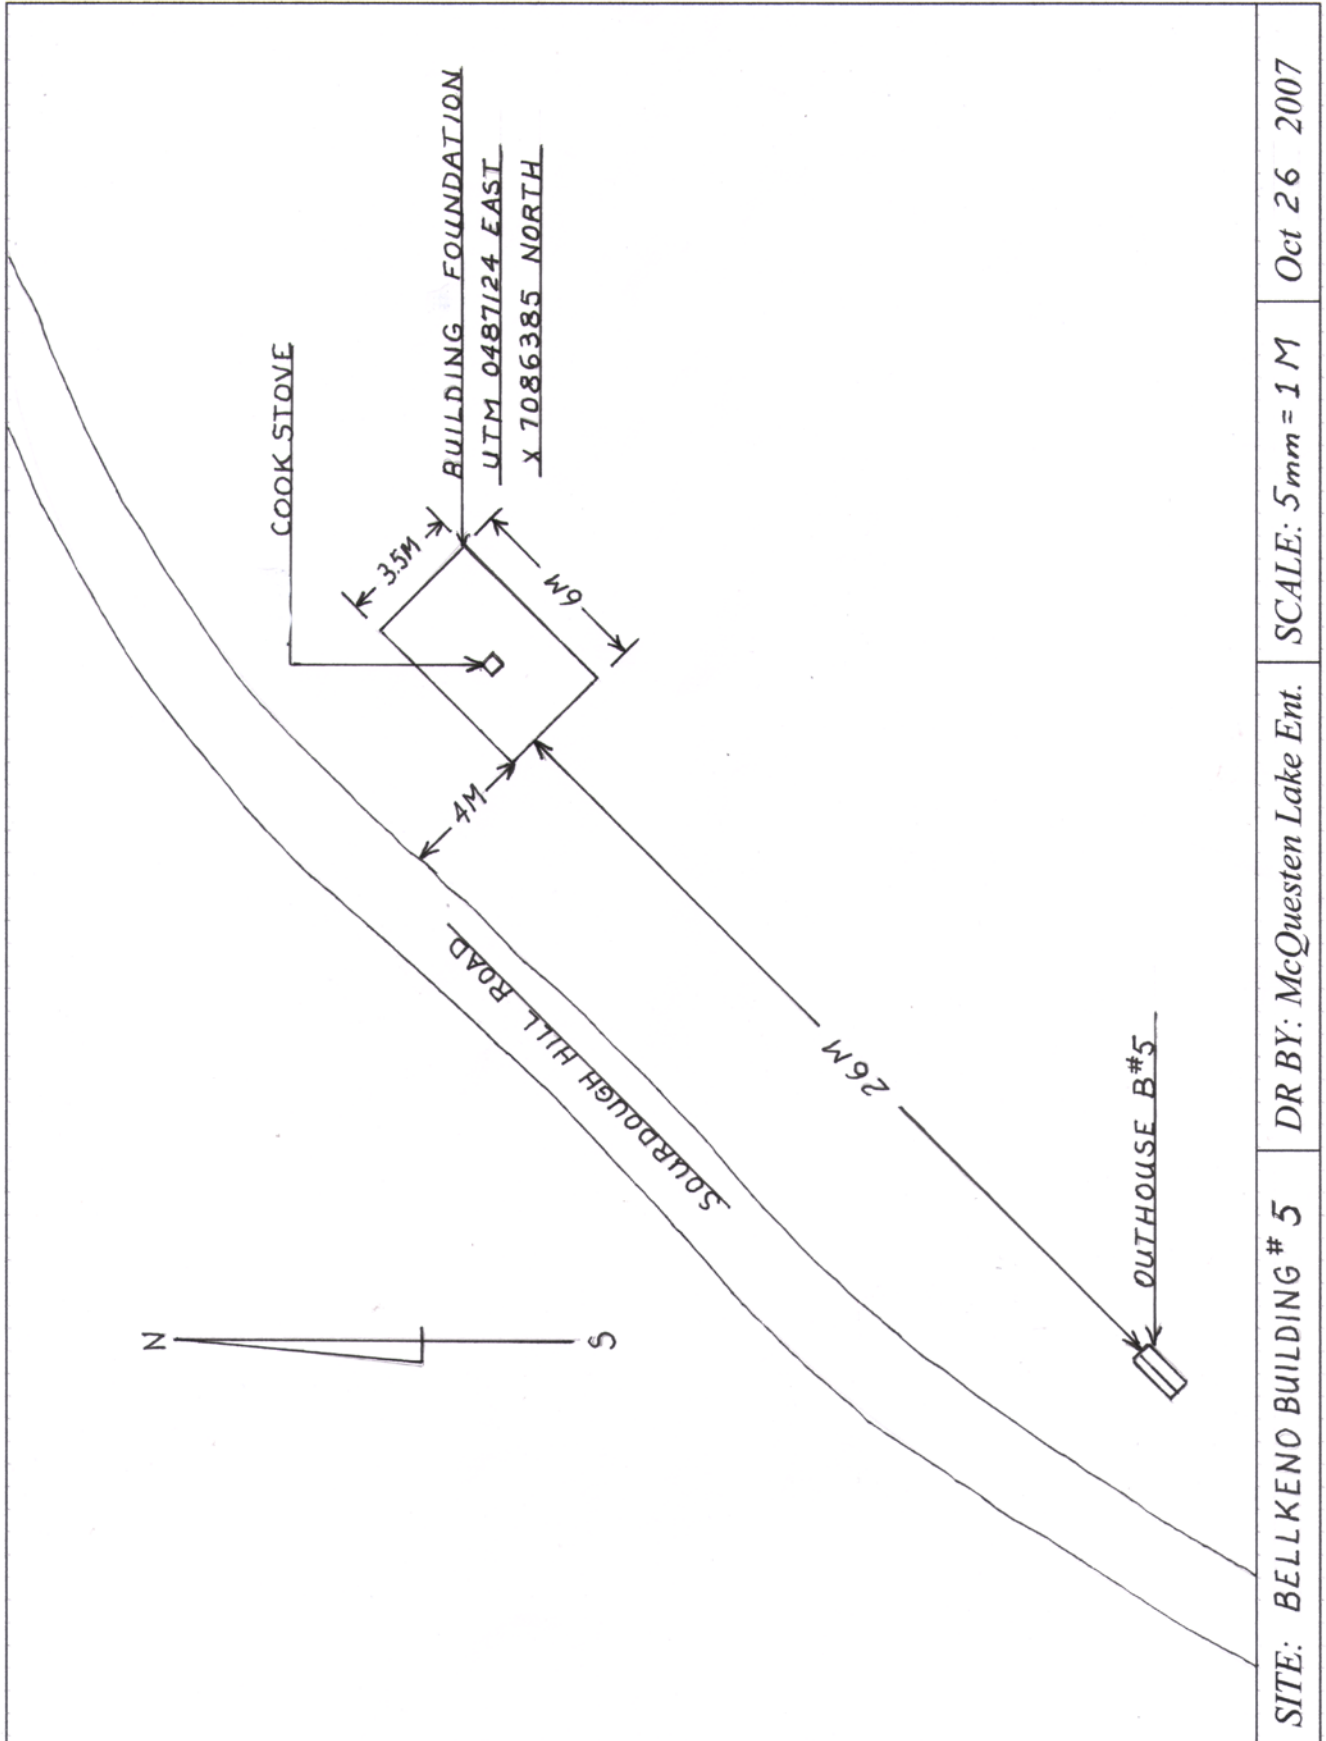 COOK STOVE
BUILDING FOUNDATION
UTM 0487124 EAST
X 7086385 NORTH
3.5M
6M
4M
SOURDOUGH HILL ROAD
26M
N
S
OUTHOUSE B#5
SITE: BELLKENO BUILDING # 5
DR BY: McQuesten Lake Ent.
SCALE: 5mm = 1 M
Oct 26 2007